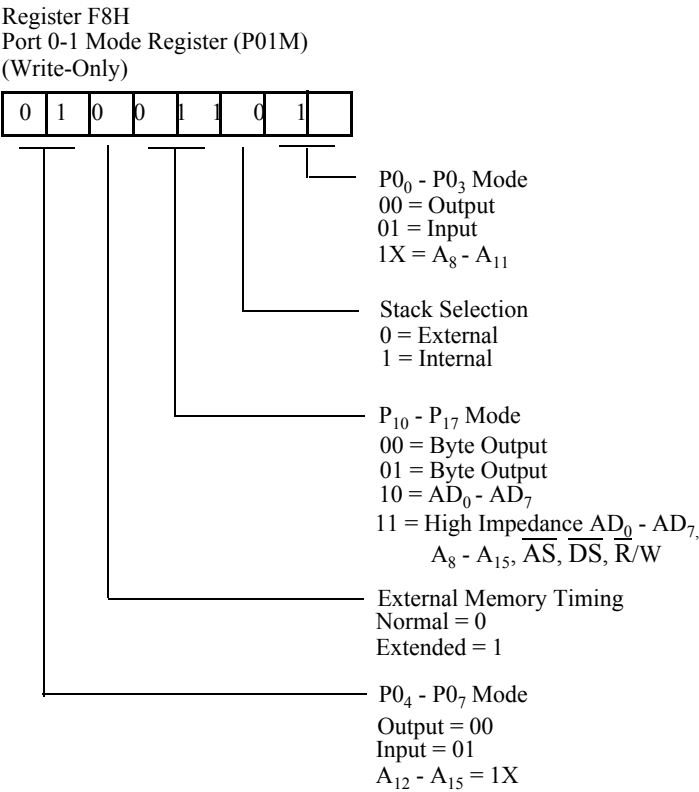 Register F8H
Port 0-1 Mode Register (P01M)
(Write-Only)
0 1 0 0 1 1 0 1
P0₀ - P0₃ Mode
00 = Output
01 = Input
1X = A₈ - A₁₁
Stack Selection
0 = External
1 = Internal
P₁₀ - P₁₇ Mode
00 = Byte Output
01 = Byte Output
10 = AD₀ - AD₇
11 = High Impedance AD₀ - AD₇,
A₈ - A₁₅, A̅S̅, D̅S̅, R̅/W
External Memory Timing
Normal = 0
Extended = 1
P0₄ - P0₇ Mode
Output = 00
Input = 01
A₁₂ - A₁₅ = 1X